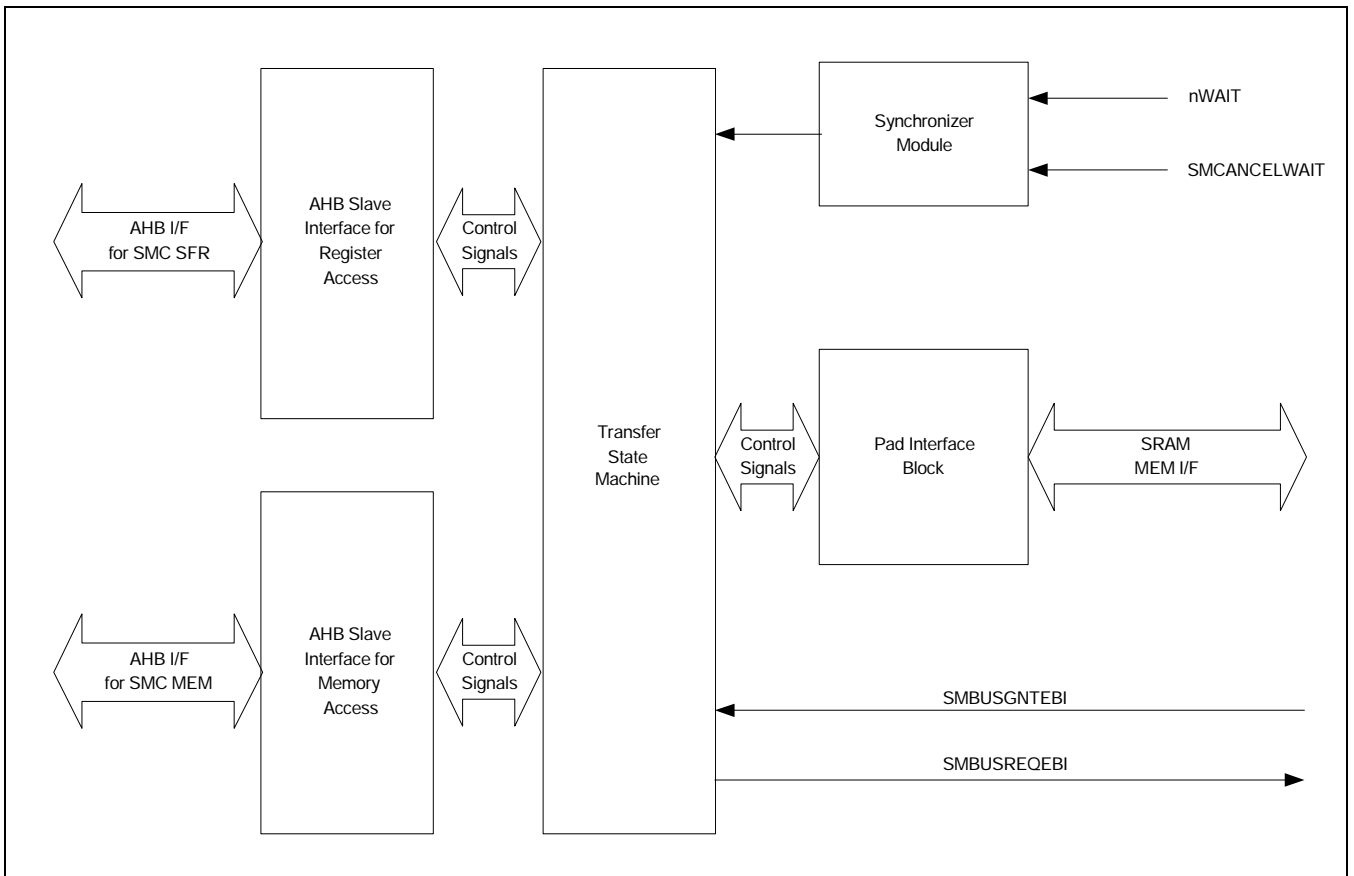 nWAIT
Synchronizer
Module
SMCANCELWAIT
AHB Slave
Interface for
Register
Access
AHB I/F
for SMC SFR
Control
Signals
Transfer
State
Machine
Control
Signals
Pad Interface
Block
SRAM
MEM I/F
AHB Slave
Interface for
Memory
Access
AHB I/F
for SMC MEM
Control
Signals
SMBUSGNTEBI
SMBUSREQEBI